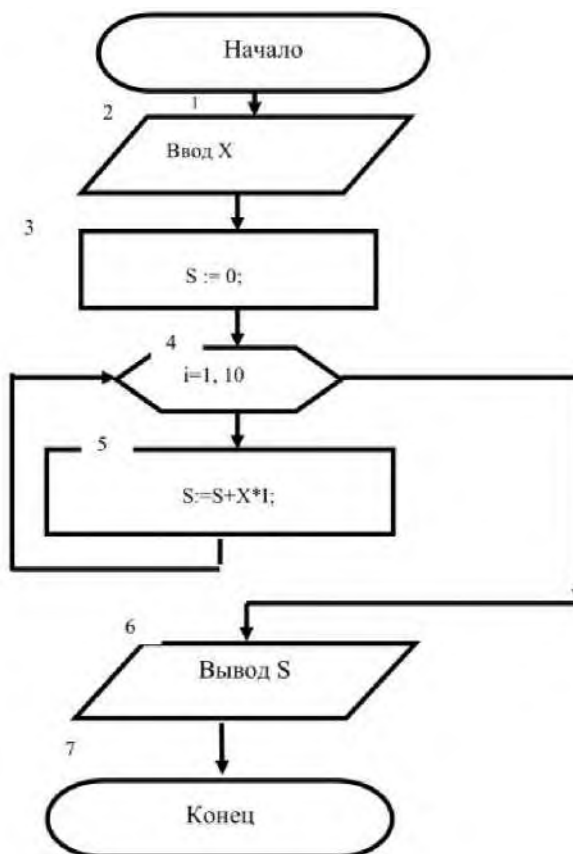 Начало
1
2
Ввод X
3
S := 0;
4
i=1, 10
5
S:=S+X*I;
6
Вывод S
7
Конец